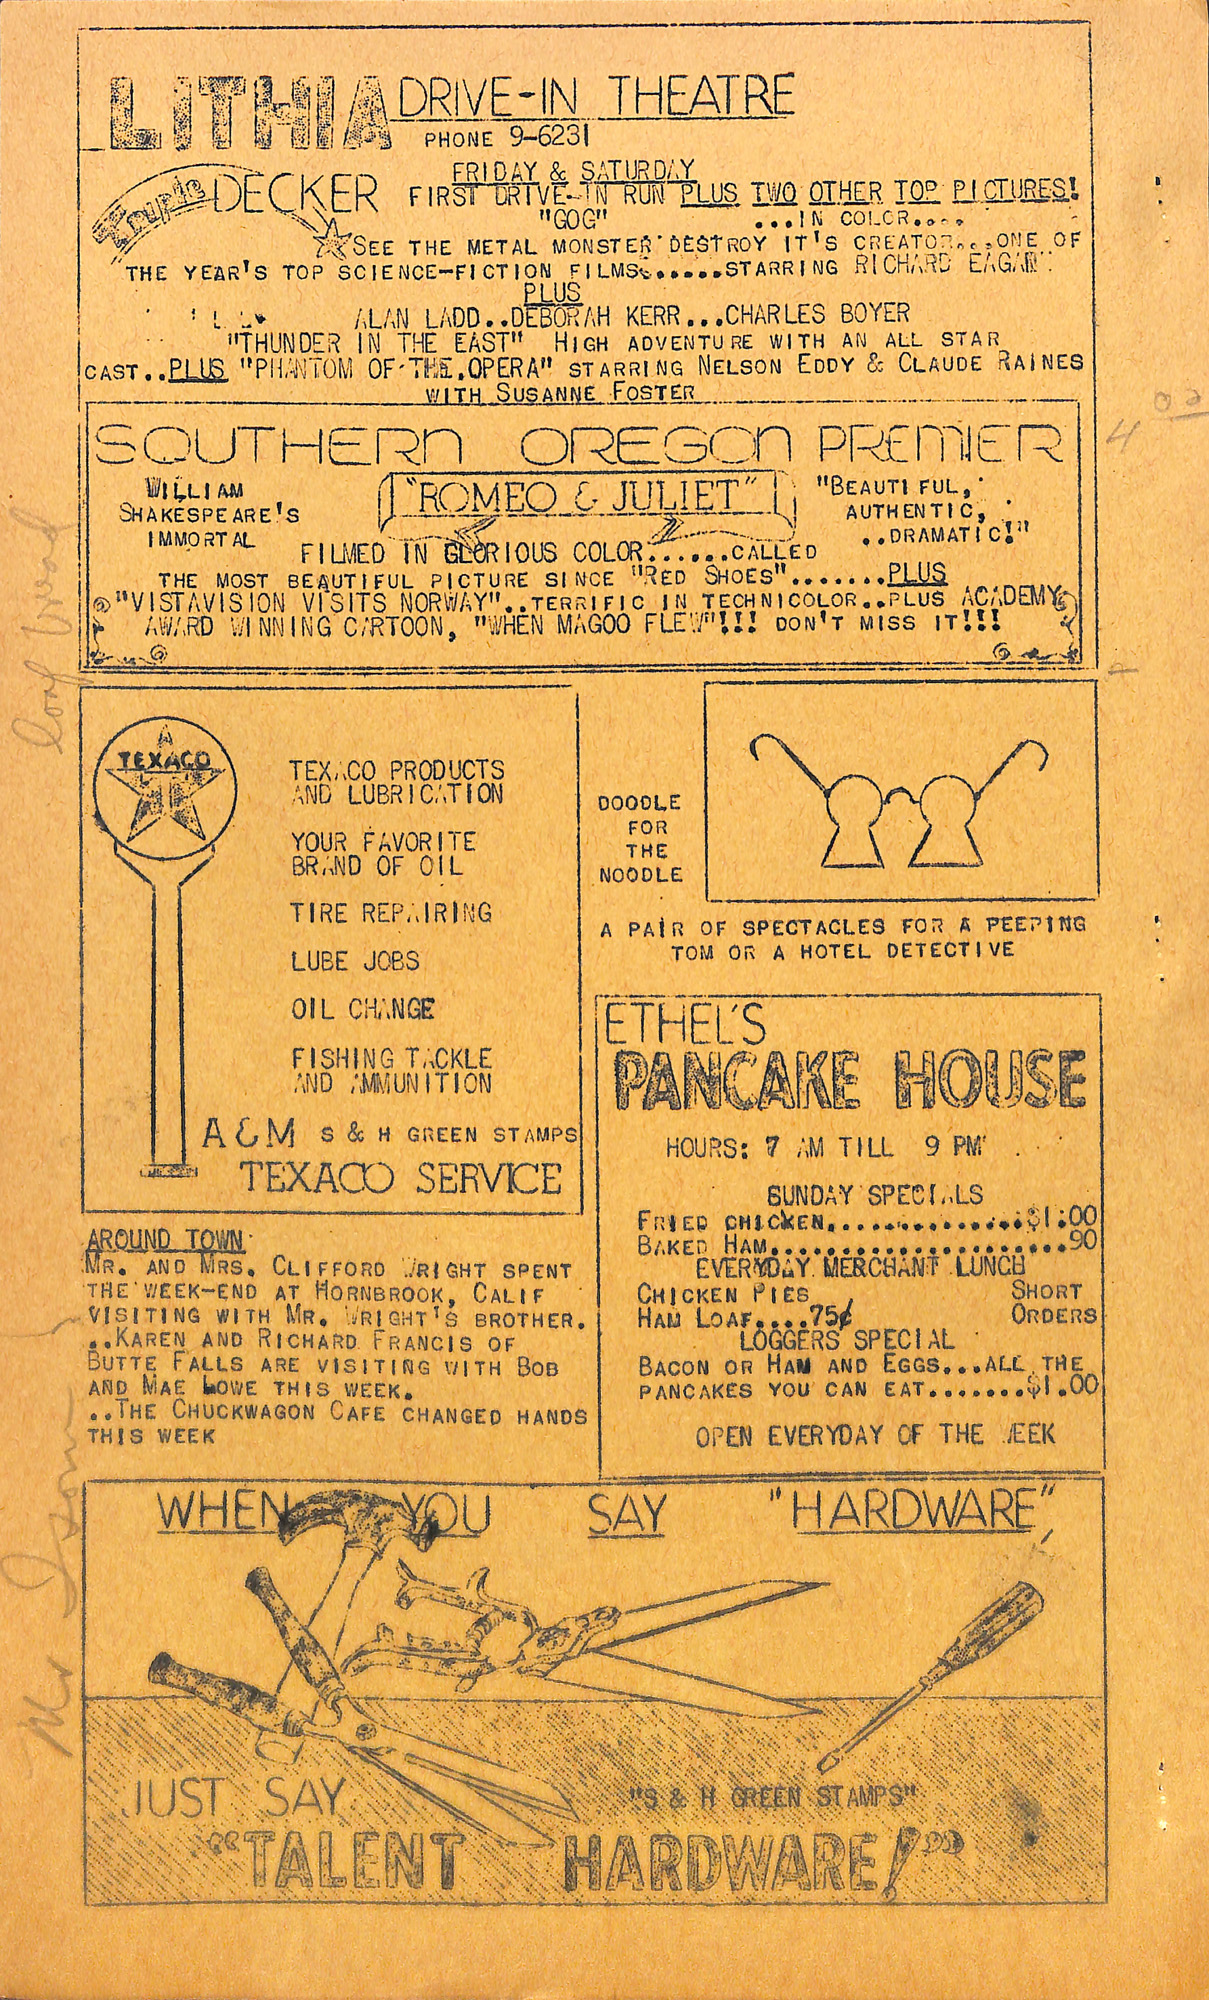 LITHIA DRIVE-IN THEATRE
PHONE 9-6231
FRIDAY & SATURDAY
Truple DECKER FIRST DRTVE-IN RUN PLUS TWO OTHER TOP PICTURES!
"GOG" ...IN COLOR....
SEE THE METAL MONSTER DESTROY IT'S CREATOR....ONE OF
THE YEAR'S TOP SCIENCE-FICTION FILMS......STARRING RICHARD EAGAN".
PLUS
ALAN LADD..DEBORAH KERR...CHARLES BOYER
"THUNDER IN THE EAST" HIGH ADVENTURE WITH AN ALL STAR
CAST..PLUS "PHANTOM OF THE.OPERA" STARRING NELSON EDDY & CLAUDE RAINES
WITH SUSANNE FOSTER
SOUTHERN OREGON PREMIER
WILLIAM
SHAKESPEARE'S
IMMORTAL
"ROMEO & JULIET"
"BEAUTIFUL,
AUTHENTIC,
..DRAMATIC!"
FILMED IN GLORIOUS COLOR.......CALLED
THE MOST BEAUTIFUL PICTURE SINCE "RED SHOES".......PLUS
"VISTAVISION VISITS NORWAY"..TERRIFIC IN TECHNICOLOR..PLUS ACADEMY
AWARD WINNING CARTOON, "WHEN MAGOO FLEW"!!! DON'T MISS IT!!!
4 00
loaf bread
TEXACO
TEXACO PRODUCTS
AND LUBRICATION
YOUR FAVORITE
BRAND OF OIL
TIRE REPAIRING
LUBE JOBS
OIL CHANGE
FISHING TACKLE
AND AMMUNITION
A & M S & H GREEN STAMPS
TEXACO SERVICE
DOODLE
FOR
THE
NOODLE
A PAIR OF SPECTACLES FOR A PEEPING
TOM OR A HOTEL DETECTIVE
ETHEL'S
PANCAKE HOUSE
HOURS: 7 AM TILL 9 PM
SUNDAY SPECIALS
FRIED CHICKEN................$1.00
BAKED HAM......................90
EVERYDAY MERCHANT LUNCH
CHICKEN PIES SHORT
HAM LOAF....75¢ ORDERS
LOGGERS SPECIAL
BACON OR HAM AND EGGS...ALL THE
PANCAKES YOU CAN EAT........$1.00
OPEN EVERYDAY OF THE WEEK
AROUND TOWN
MR. AND MRS. CLIFFORD WRIGHT SPENT
THE WEEK-END AT HORNBROOK, CALIF
VISITING WITH MR. WRIGHT'S BROTHER.
..KAREN AND RICHARD FRANCIS OF
BUTTE FALLS ARE VISITING WITH BOB
AND MAE LOWE THIS WEEK.
..THE CHUCKWAGON CAFE CHANGED HANDS
THIS WEEK
WHEN YOU SAY "HARDWARE",
JUST SAY "S & H GREEN STAMPS"
"TALENT HARDWARE!"